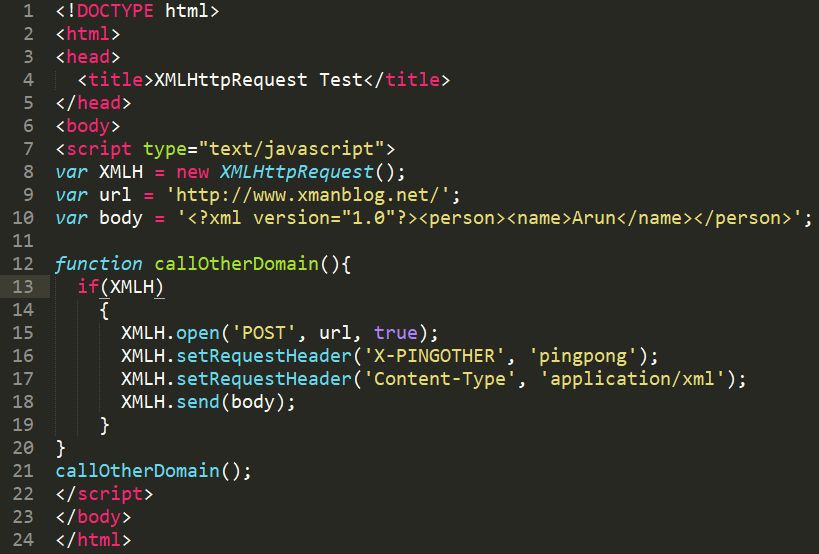 1 <!DOCTYPE html>
2 <html>
3 <head>
4   <title>XMLHttpRequest Test</title>
5 </head>
6 <body>
7 <script type="text/javascript">
8 var XMLH = new XMLHttpRequest();
9 var url = 'http://www.xmanblog.net/';
10 var body = '<?xml version="1.0"?><person><name>Arun</name></person>';
11
12 function callOtherDomain(){
13   if(XMLH)
14     {
15       XMLH.open('POST', url, true);
16       XMLH.setRequestHeader('X-PINGOTHER', 'pingpong');
17       XMLH.setRequestHeader('Content-Type', 'application/xml');
18       XMLH.send(body);
19     }
20 }
21 callOtherDomain();
22 </script>
23 </body>
24 </html>